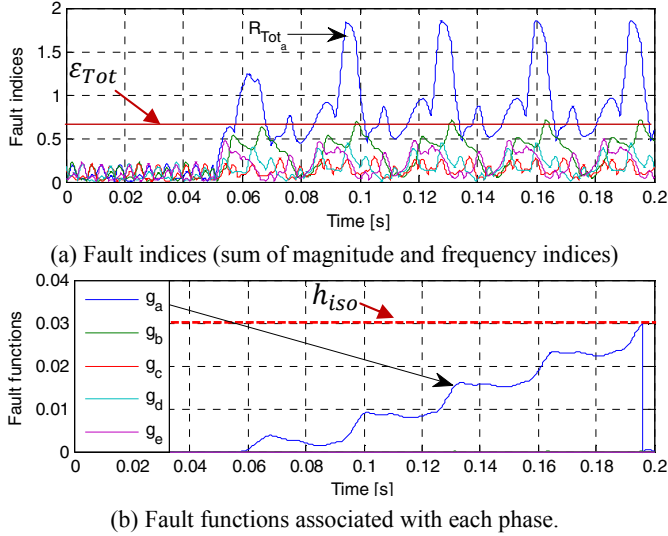 2
1.5
1
0.5
0
Fault indices
ε_Tot
R_Tot_a
0 0.02 0.04 0.06 0.08 0.1 0.12 0.14 0.16 0.18 0.2
Time [s]
(a) Fault indices (sum of magnitude and frequency indices)
0.04
0.03
0.02
0.01
0
Fault functions
g_a
g_b
g_c
g_d
g_e
h_iso
0 0.02 0.04 0.06 0.08 0.1 0.12 0.14 0.16 0.18 0.2
Time [s]
(b) Fault functions associated with each phase.